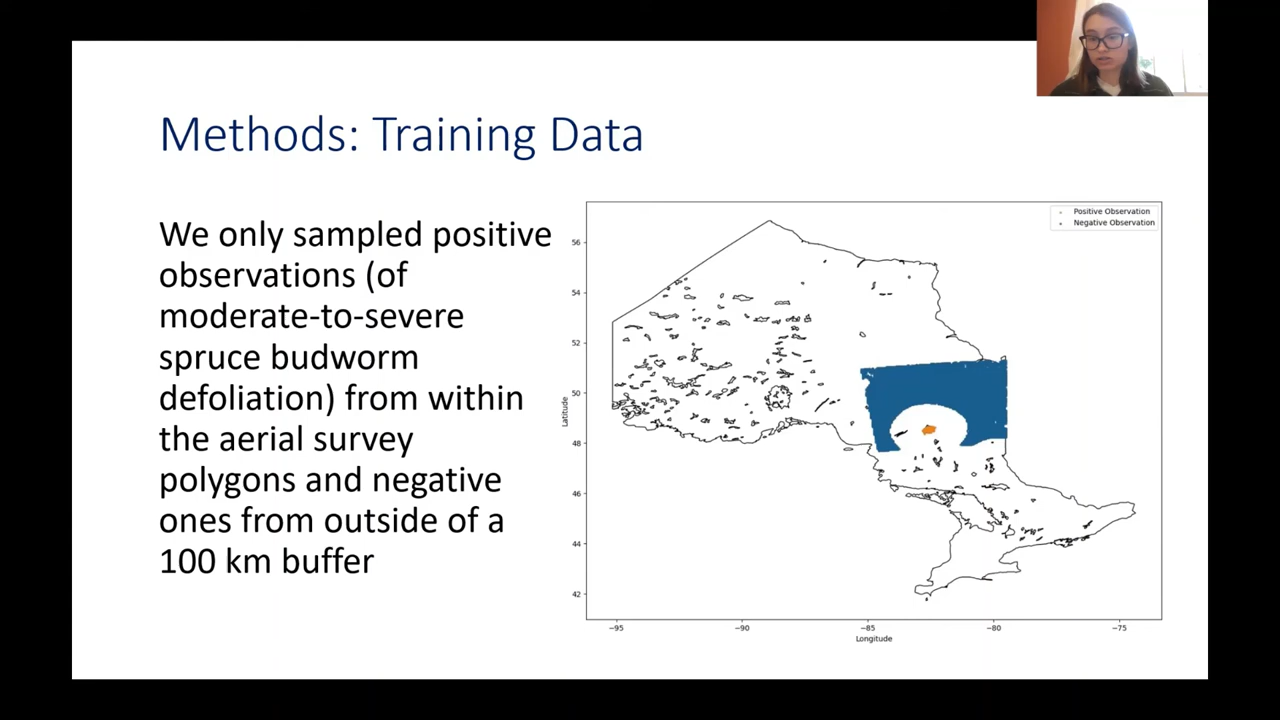 Methods: Training Data
We only sampled positive
observations (of
moderate-to-severe
spruce budworm
defoliation) from within
the aerial survey
polygons and negative
ones from outside of a
100 km buffer
Positive Observation
Negative Observation
56
54
52
50
48
46
44
42
Latitude
−95
−90
−85
−80
−75
Longitude